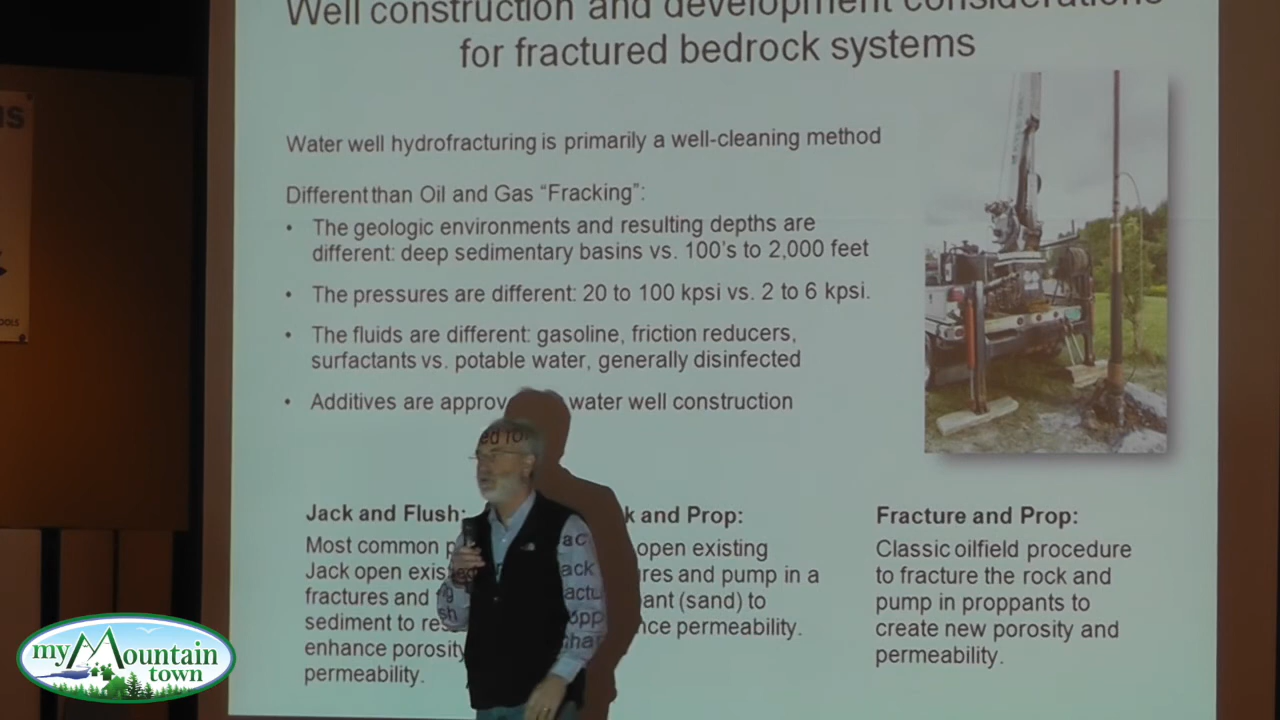 Well construction and development considerations
for fractured bedrock systems
Water well hydrofracturing is primarily a well-cleaning method
Different than Oil and Gas “Fracking”:
• The geologic environments and resulting depths are
different: deep sedimentary basins vs. 100's to 2,000 feet
• The pressures are different: 20 to 100 kpsi vs. 2 to 6 kpsi.
• The fluids are different: gasoline, friction reducers,
surfactants vs. potable water, generally disinfected
• Additives are approved for water well construction
Jack and Flush:
Most common
Jack open
fractures and
sediment to
enhance porosity
permeability.
and Prop:
open existing
and pump in a
(sand) to
permeability.
Fracture and Prop:
Classic oilfield procedure
to fracture the rock and
pump in proppants to
create new porosity and
permeability.
my Mountain
town